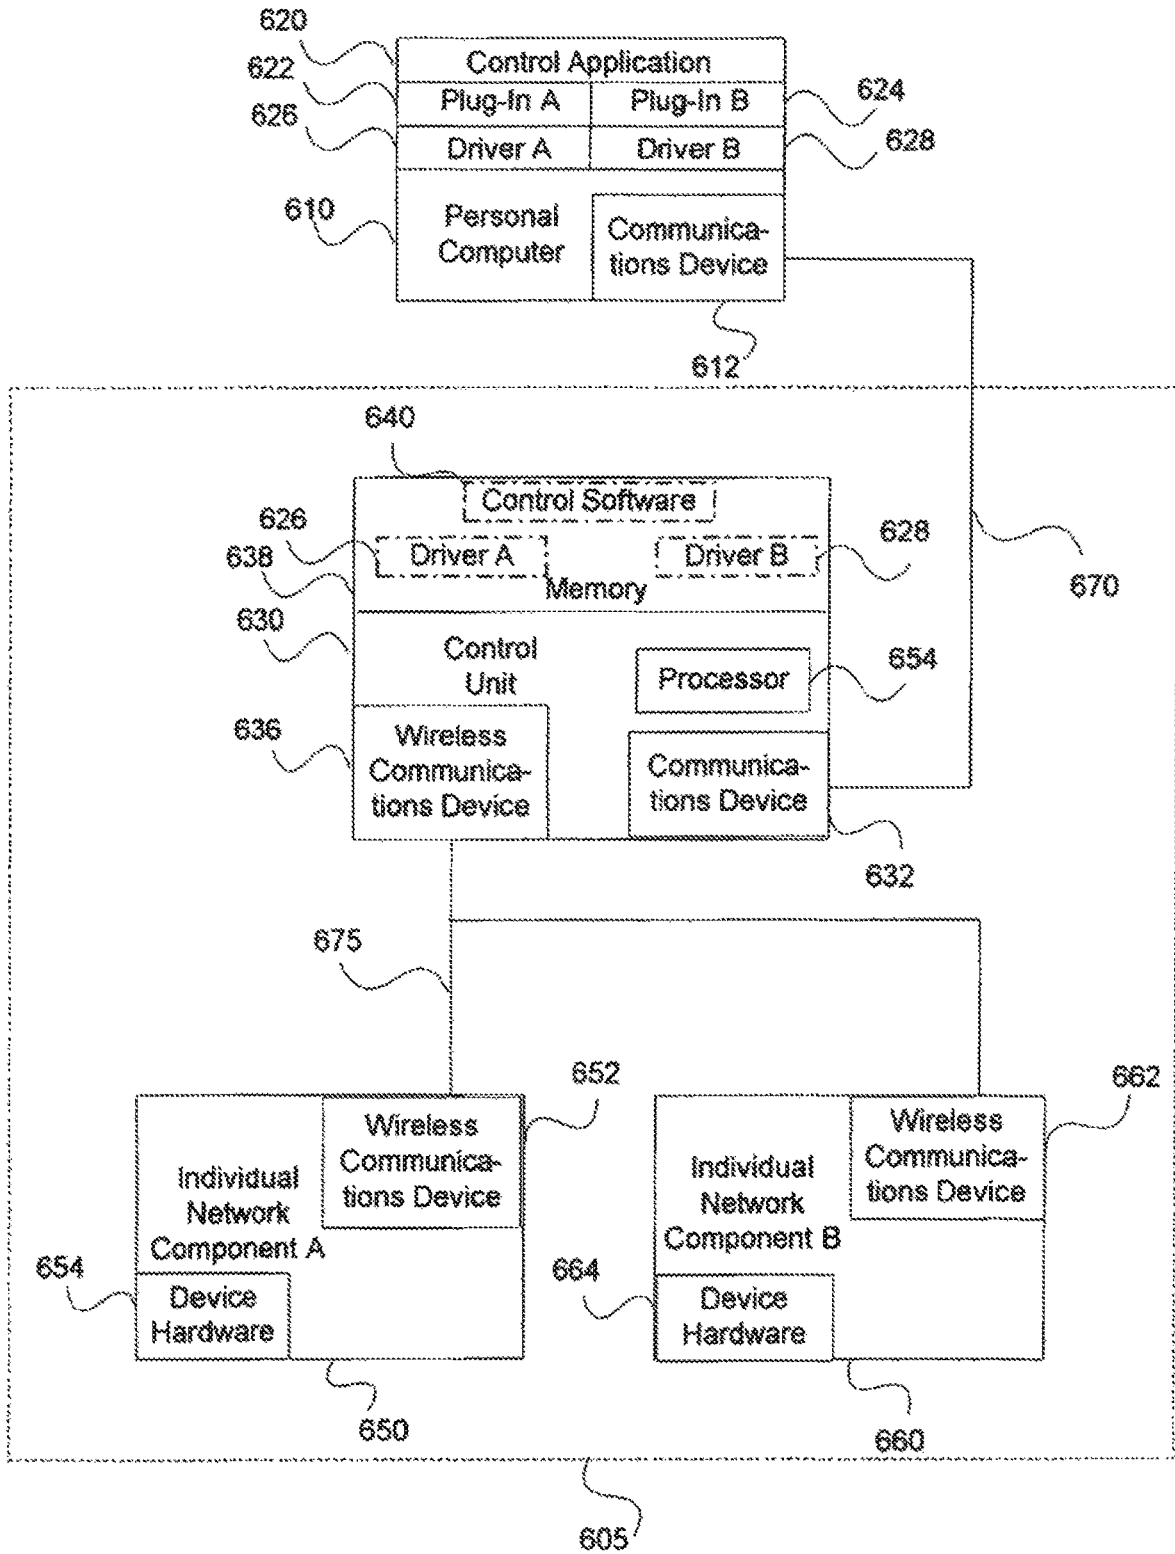 620
Control Application
622
Plug-In A
Plug-In B
624
626
Driver A
Driver B
628
610
Personal
Computer
Communica-
tions Device
612
640
Control Software
626
Driver A
Driver B
628
638
Memory
670
630
Control
Unit
Processor
654
636
Wireless
Communica-
tions Device
Communica-
tions Device
632
675
652
662
Wireless
Communica-
tions Device
Individual
Network
Component A
Wireless
Communica-
tions Device
Individual
Network
Component B
654
Device
Hardware
664
Device
Hardware
650
660
605